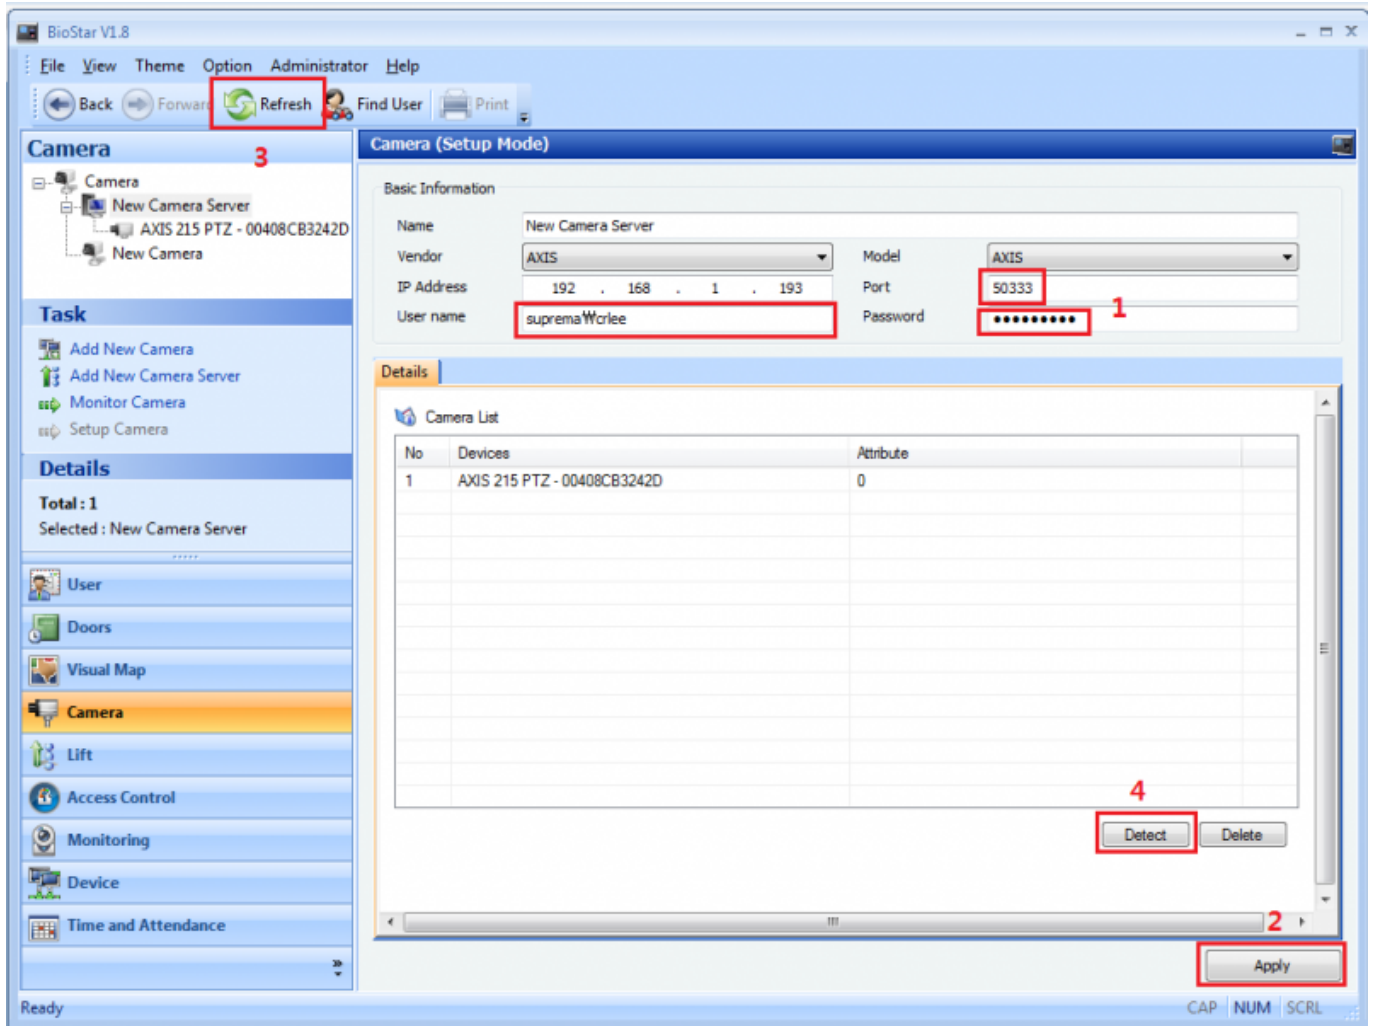 BioStar V1.8
File View Theme Option Administrator Help
Back Forward Refresh Find User Print
3
Camera
Camera
New Camera Server
AXIS 215 PTZ - 00408CB3242D
New Camera
Task
Add New Camera
Add New Camera Server
Monitor Camera
Setup Camera
Details
Total : 1
Selected : New Camera Server
User
Doors
Visual Map
Camera
Lift
Access Control
Monitoring
Device
Time and Attendance
Camera (Setup Mode)
Basic Information
Name New Camera Server
Vendor AXIS Model AXIS
IP Address 192 . 168 . 1 . 193 Port 50333
User name suprema₩crlee Password ●●●●●●●●●
1
Details
Camera List
No Devices Attribute
1 AXIS 215 PTZ - 00408CB3242D 0
4
Detect Delete
2
Apply
Ready CAP NUM SCRL